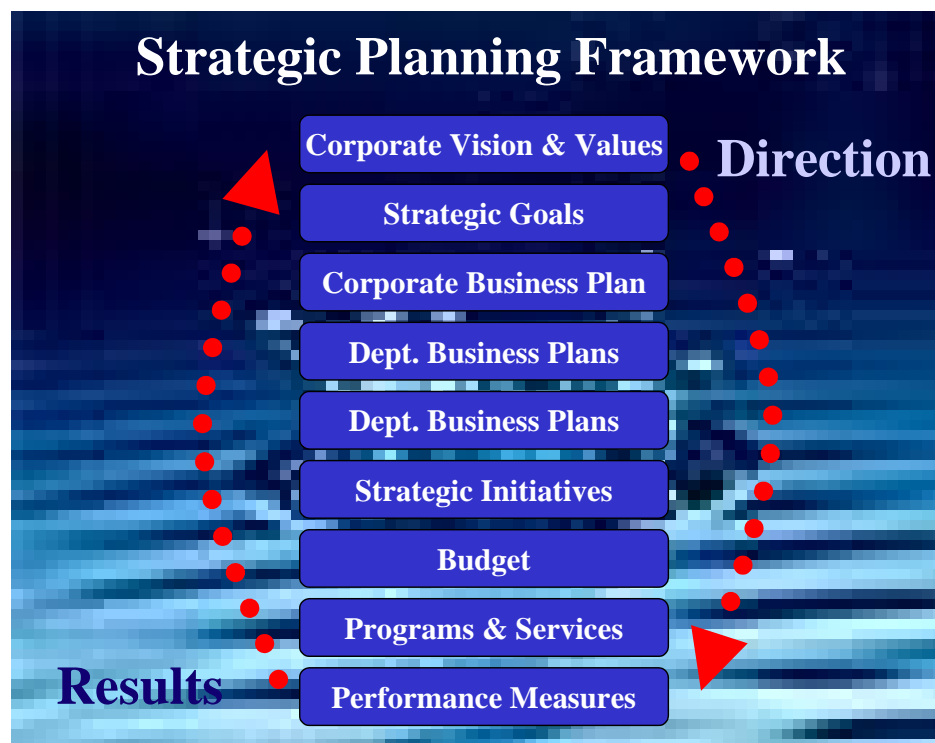 Strategic Planning Framework
Corporate Vision & Values
Direction
Strategic Goals
Corporate Business Plan
Dept. Business Plans
Dept. Business Plans
Strategic Initiatives
Budget
Programs & Services
Results
Performance Measures